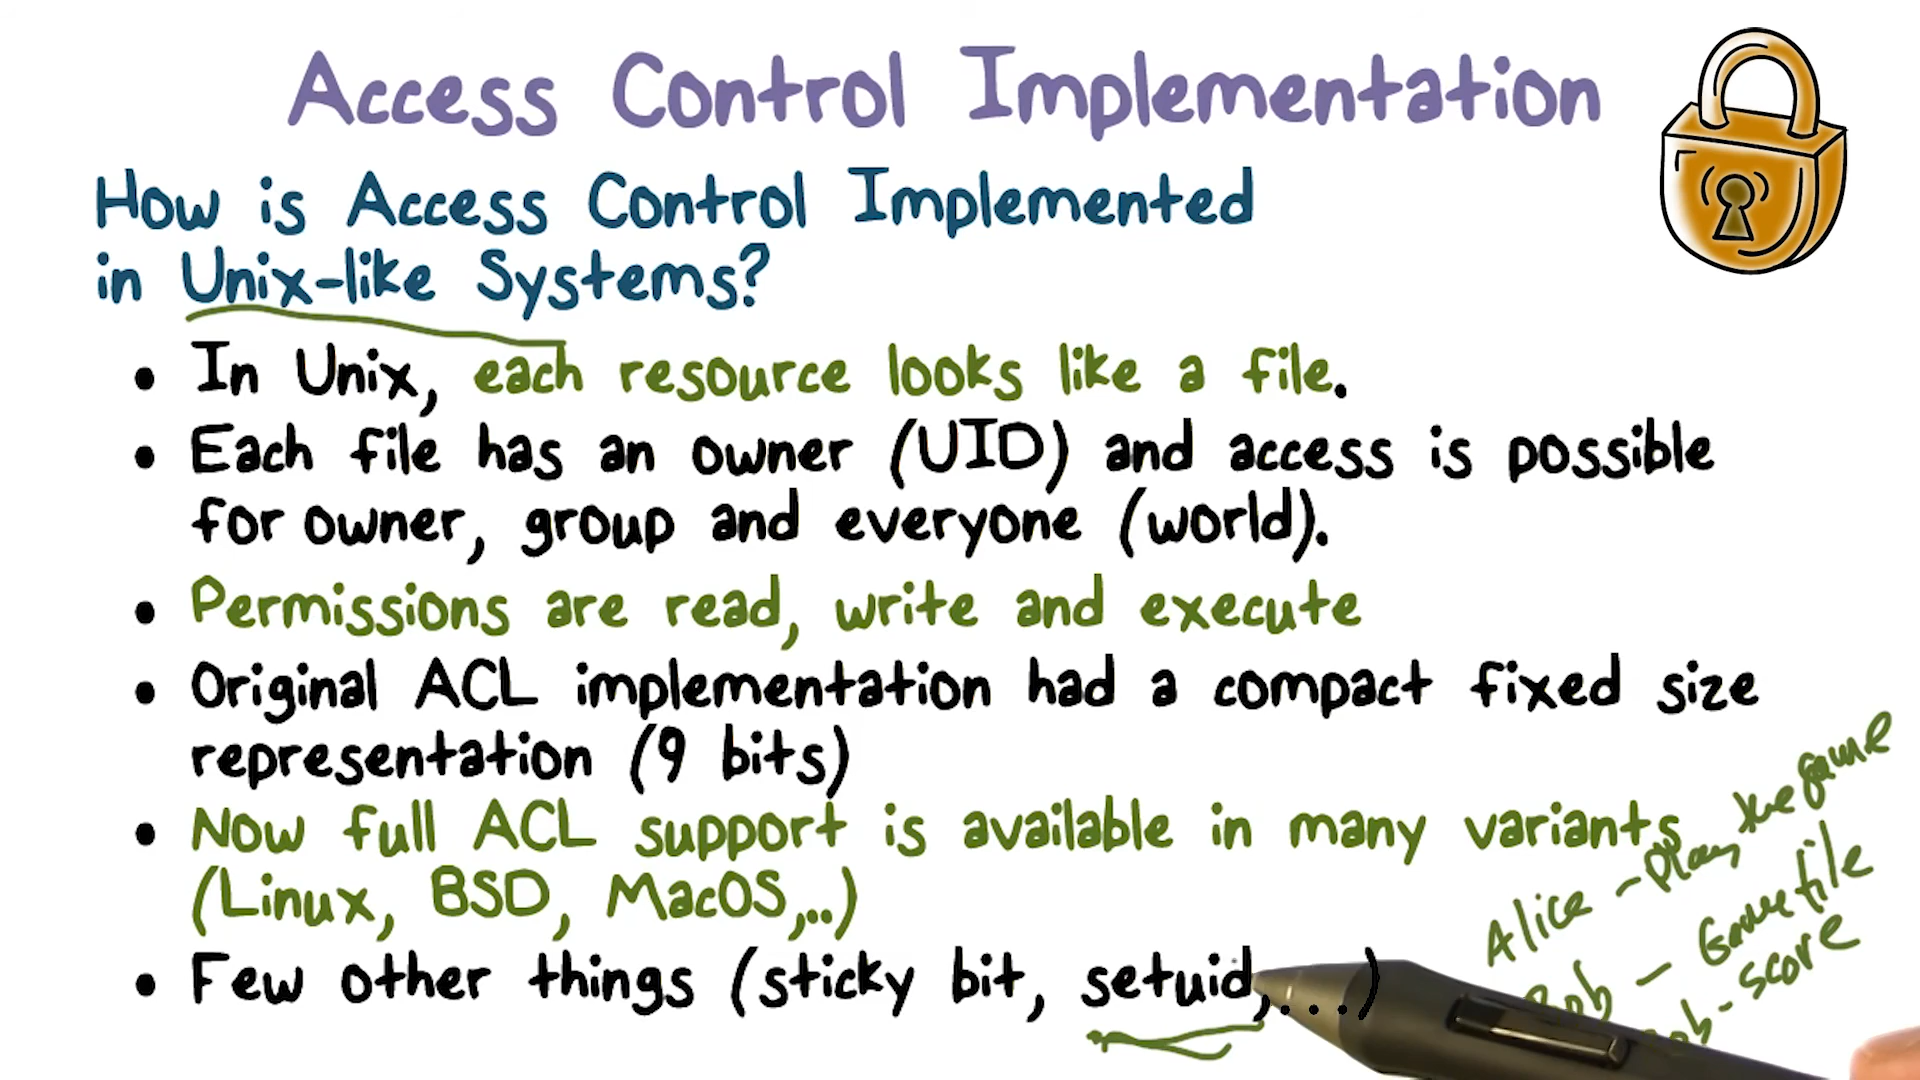 Access Control Implementation
How is Access Control Implemented
in Unix-like Systems?
• In Unix, each resource looks like a file.
• Each file has an owner (UID) and access is possible
for owner, group and everyone (world).
• Permissions are read, write and execute
• Original ACL implementation had a compact fixed size
representation (9 bits)
• Now full ACL support is available in many variants
(Linux, BSD, MacOS,..)
• Few other things (sticky bit, setuid,...)
Alice - Play the game
Bob - Game file
score